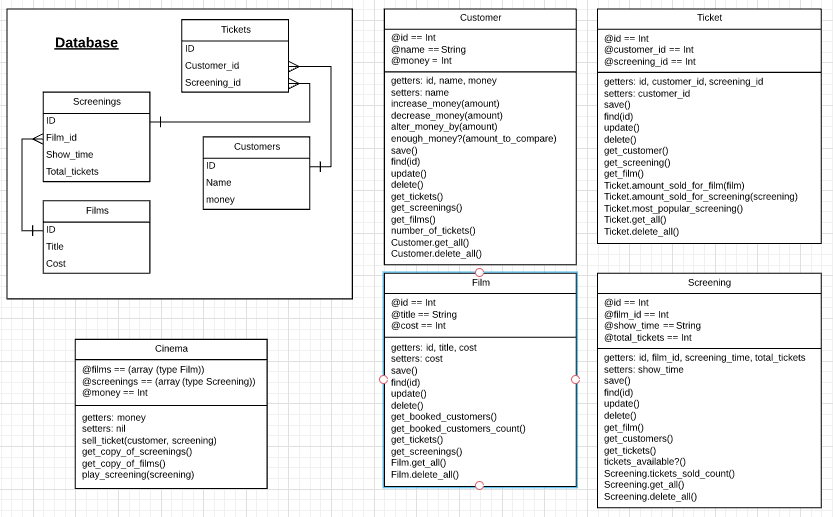 Database
Tickets
ID
Customer_id
Screening_id
Screenings
ID
Film_id
Show_time
Total_tickets
Customers
ID
Name
money
Films
ID
Title
Cost
Customer
@id == Int
@name == String
@money = Int
getters: id, name, money
setters: name
increase_money(amount)
decrease_money(amount)
alter_money_by(amount)
enough_money?(amount_to_compare)
save()
find(id)
update()
delete()
get_tickets()
get_screenings()
get_films()
number_of_tickets()
Customer.get_all()
Customer.delete_all()
Ticket
@id == Int
@customer_id == Int
@screening_id == Int
getters: id, customer_id, screening_id
setters: customer_id
save()
find(id)
update()
delete()
get_customer()
get_screening()
get_film()
Ticket.amount_sold_for_film(film)
Ticket.amount_sold_for_screening(screening)
Ticket.most_popular_screening()
Ticket.get_all()
Ticket.delete_all()
Cinema
@films == (array (type Film))
@screenings == (array (type Screening))
@money == Int
getters: money
setters: nil
sell_ticket(customer, screening)
get_copy_of_screenings()
get_copy_of_films()
play_screening(screening)
Film
@id == Int
@title == String
@cost == Int
getters: id, title, cost
setters: cost
save()
find(id)
update()
delete()
get_booked_customers()
get_booked_customers_count()
get_tickets()
get_screenings()
Film.get_all()
Film.delete_all()
Screening
@id == Int
@film_id == Int
@show_time == String
@total_tickets == Int
getters: id, film_id, screening_time, total_tickets
setters: show_time
save()
find(id)
update()
delete()
get_film()
get_customers()
get_tickets()
tickets_available?()
Screening.tickets_sold_count()
Screening.get_all()
Screening.delete_all()